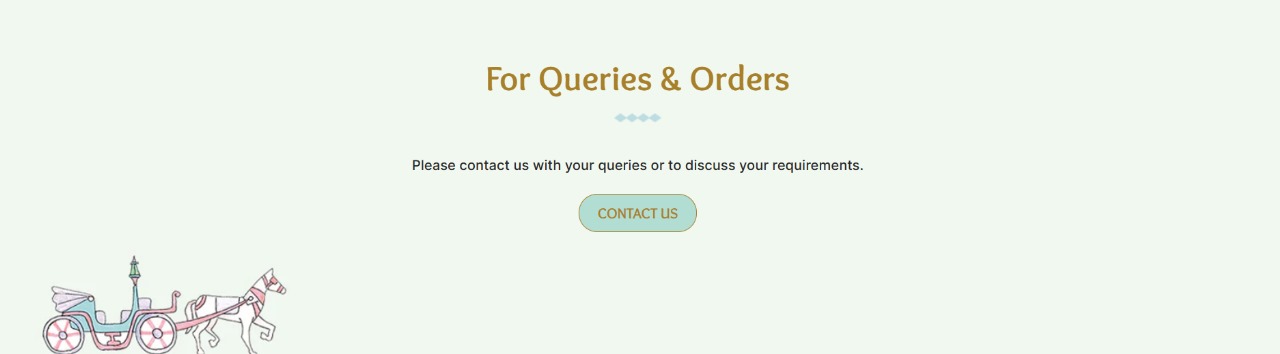 For Queries & Orders
Please contact us with your queries or to discuss your requirements.
CONTACT US